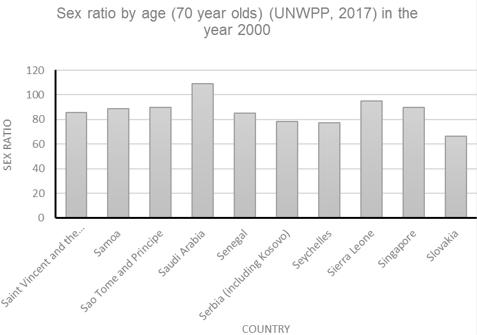 Sex ratio by age (70 year olds) (UNWPP, 2017) in the
year 2000
120
100
80
60
40
20
0
SEX RATIO
Saint Vincent and the...
Samoa
Sao Tome and Principe
Saudi Arabia
Senegal
Serbia (including Kosovo)
Seychelles
Sierra Leone
Singapore
Slovakia
COUNTRY